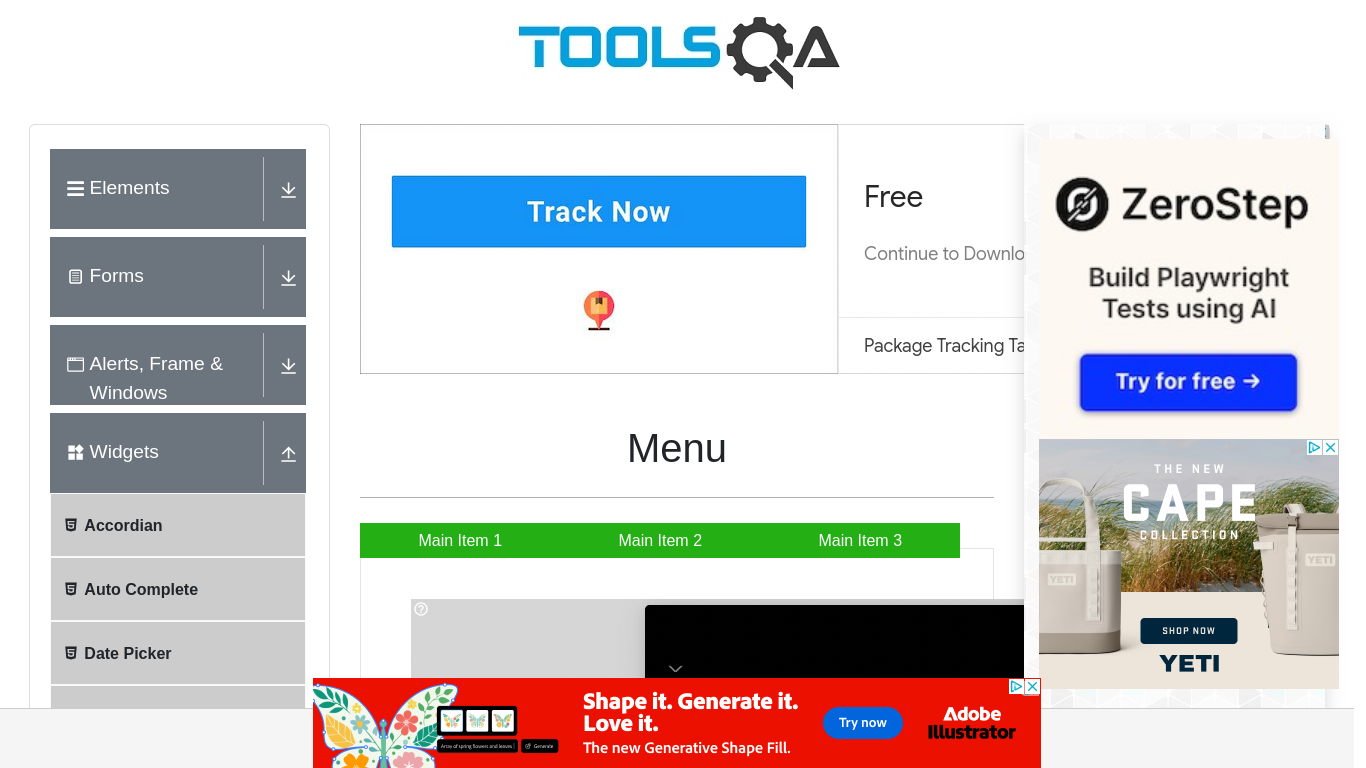 TOOLSQA
Elements
Forms
Alerts, Frame &
Windows
Widgets
Accordian
Auto Complete
Date Picker
Track Now
Free
Continue to Downlo
Package Tracking Ta
Menu
Main Item 1
Main Item 2
Main Item 3
ZeroStep
Build Playwright
Tests using AI
Try for free →
THE NEW
CAPE
COLLECTION
YETI
YETI
SHOP NOW
YETI
Array of spring flowers and leaves
Generate
Shape it. Generate it.
Love it.
The new Generative Shape Fill.
Try now
Adobe
Illustrator